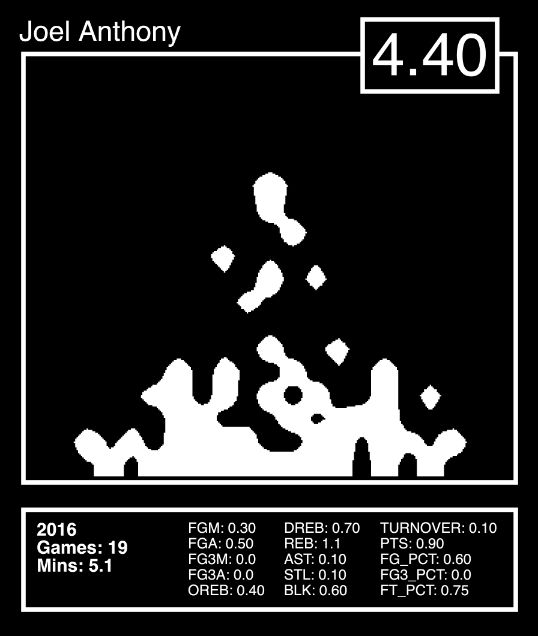 Joel Anthony
4.40
2016
Games: 19
Mins: 5.1
FGM: 0.30
FGA: 0.50
FG3M: 0.0
FG3A: 0.0
OREB: 0.40
DREB: 0.70
REB: 1.1
AST: 0.10
STL: 0.10
BLK: 0.60
TURNOVER: 0.10
PTS: 0.90
FG_PCT: 0.60
FG3_PCT: 0.0
FT_PCT: 0.75